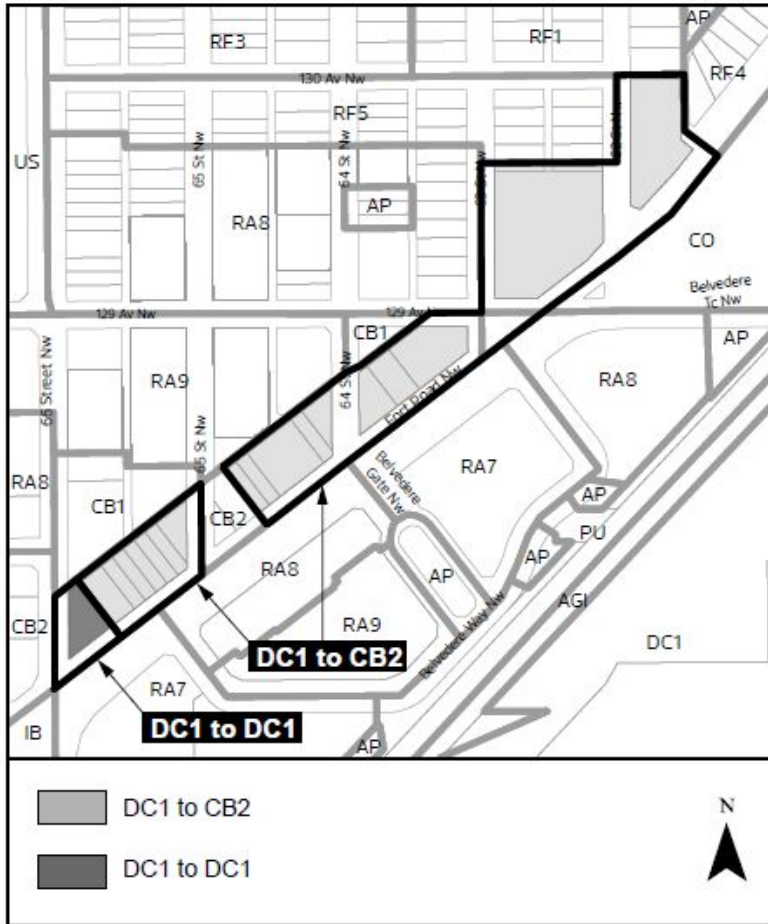 AP
RF3
RF1
RF4
130 Av Nw
RF5
US
65 St Nw
64 St Nw
AP
RA8
CO
Belvedere
Tc Nw
129 Av Nw
129 Av Nw
CB1
AP
66 Street Nw
RA9
64 St Nw
RA8
Fort Road Nw
65 St Nw
RA8
CB1
CB2
Belvedere
Gate Nw
RA7
AP
PU
RA8
AP
AP
AGI
CB2
RA9
DC1
DC1 to CB2
Belvedere Way Nw
RA7
DC1 to DC1
IB
AP
DC1 to CB2
N
DC1 to DC1